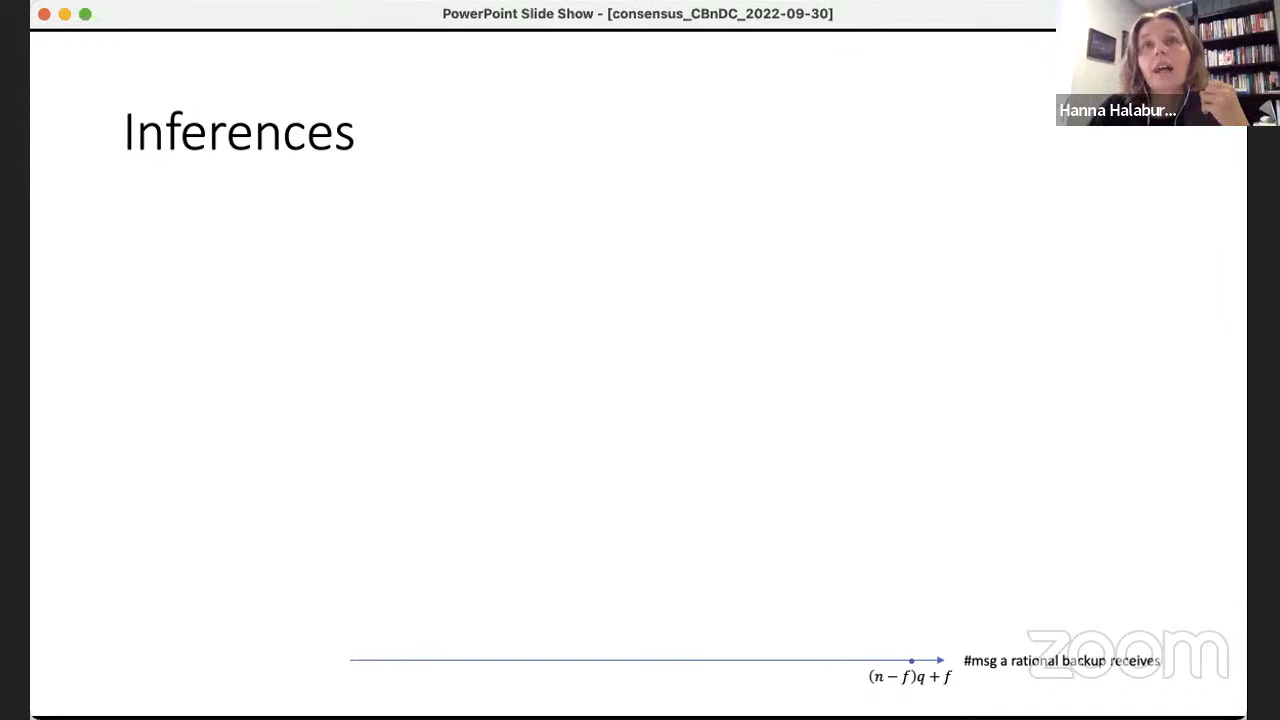 PowerPoint Slide Show - [consensus_CBnDC_2022-09-30]
Hanna Halabur...
Inferences
#msg a rational backup receives
(n − f)q + f
zoom